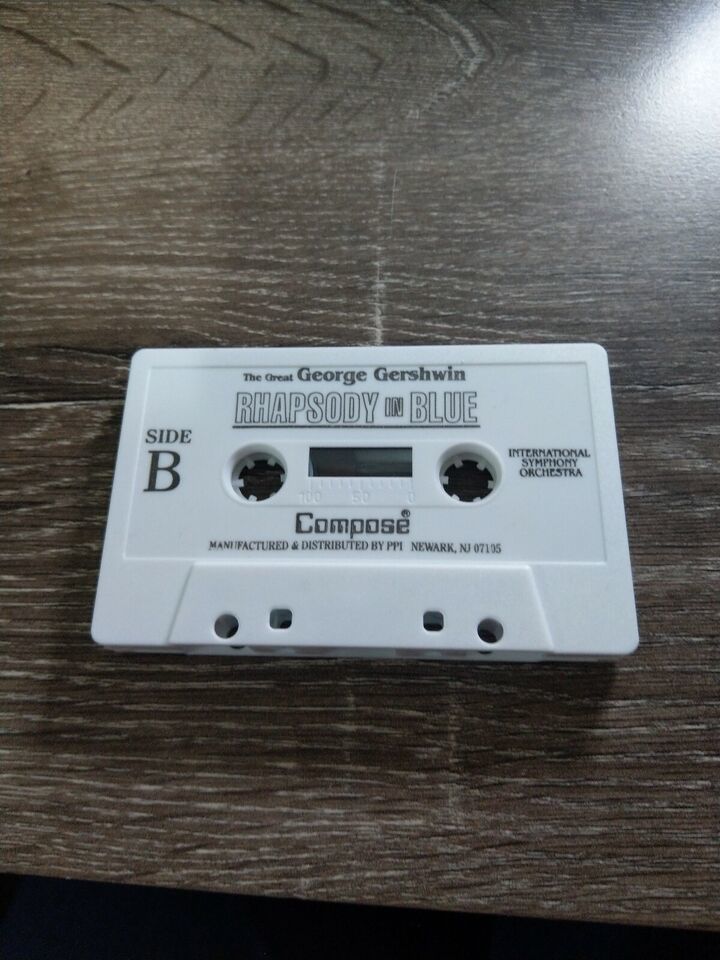 The Great George Gershwin
RHAPSODY IN BLUE
SIDE
B
INTERNATIONAL
SYMPHONY
ORCHESTRA
100 50 0
Compose®
MANUFACTURED & DISTRIBUTED BY PPI NEWARK, NJ 07105